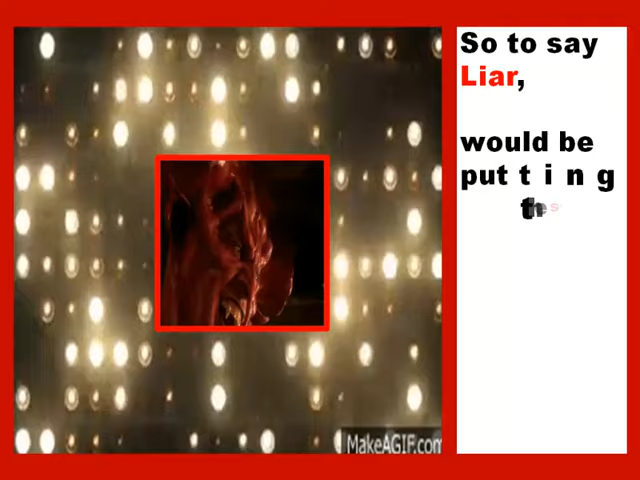 So to say
Liar,
would be
put t i n g
MakeAGIF.com